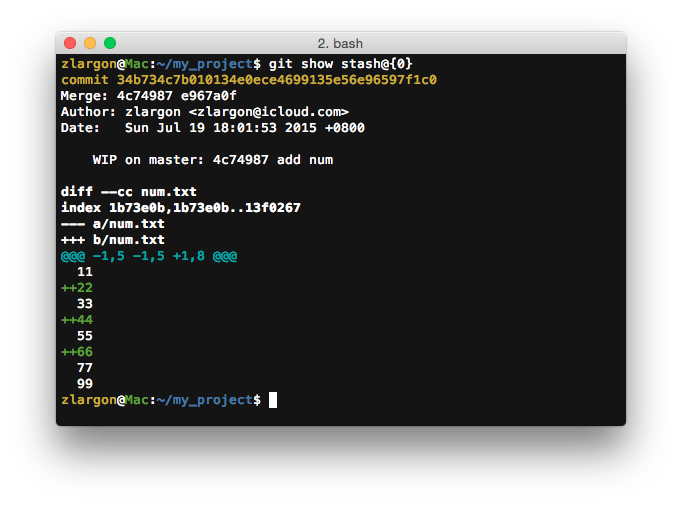 2. bash
zlargon@Mac:~/my_project$ git show stash@{0}
commit 34b734c7b010134e0ece4699135e56e96597f1c0
Merge: 4c74987 e967a0f
Author: zlargon <zlargon@icloud.com>
Date:   Sun Jul 19 18:01:53 2015 +0800
    WIP on master: 4c74987 add num
diff --cc num.txt
index 1b73e0b,1b73e0b..13f0267
--- a/num.txt
+++ b/num.txt
@@@ -1,5 -1,5 +1,8 @@@
  11
++22
  33
++44
  55
++66
  77
  99
zlargon@Mac:~/my_project$